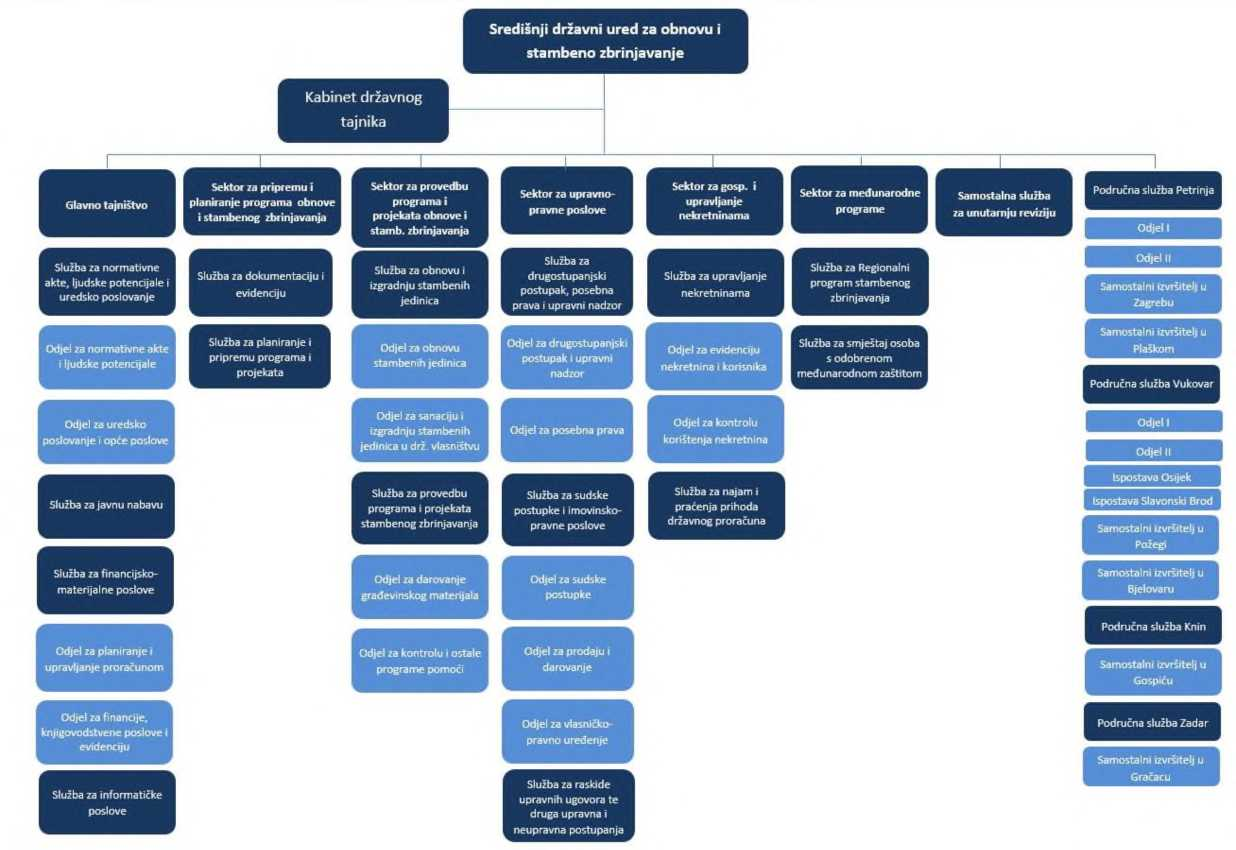 Središnji državni ured za obnovu i
stambeno zbrinjavanje
Kabinet državnog
tajnika
Glavno tajništvo
Služba za normativne
akte, ljudske potencijale i
uredsko poslovanje
Odjel za normativne akte
i ljudske potencijale
Odjel za uredsko
poslovanje i opće poslove
Služba za javnu nabavu
Služba za financijsko-
materijalne poslove
Odjel za planiranje i
upravljanje proračunom
Odjel za financije,
knjigovodstvene poslove i
evidenciju
Služba za informatičke
poslove
Sektor za pripremu i
planiranje programa obnove
i stambenog zbrinjavanja
Služba za dokumentaciju i
evidenciju
Služba za planiranje i
pripremu programa i
projekata
Sektor za provedbu
programa i
projekata obnove i
stamb. zbrinjavanja
Služba za obnovu i
izgradnju stambenih
jedinica
Odjel za obnovu
stambenih jedinica
Odjel za sanaciju i
izgradnju stambenih
jedinica u drž. vlasništvu
Služba za provedbu
programa i projekata
stambenog zbrinjavanja
Odjel za darovanje
građevinskog materijala
Odjel za kontrolu i ostale
programe pomoći
Sektor za upravno-
pravne poslove
Služba za
drugostupanjski
postupak, posebna
prava i upravni nadzor
Odjel za drugostupanjski
postupak i upravni
nadzor
Odjel za posebna prava
Služba za sudske
postupke i imovinsko-
pravne poslove
Odjel za sudske
postupke
Odjel za prodaju i
darovanje
Odjel za vlasničko-
pravno uređenje
Služba za raskide
upravnih ugovora te
druga upravna i
neupravna postupanja
Sektor za gosp. i
upravljanje
nekretninama
Služba za upravljanje
nekretninama
Odjel za evidenciju
nekretnina i korisnika
Odjel za kontrolu
korištenja nekretnina
Služba za najam i
praćenja prihoda
državnog proračuna
Sektor za međunarodne
programe
Služba za Regionalni
program stambenog
zbrinjavanja
Služba za smještaj osoba
s odobrenom
međunarodnom zaštitom
Samostalna služba
za unutarnju reviziju
Područna služba Petrinja
Odjel I
Odjel II
Samostalni izvršitelj u
Zagrebu
Samostalni izvršitelj u
Plaškom
Područna služba Vukovar
Odjel I
Odjel II
Ispostava Osijek
Ispostava Slavonski Brod
Samostalni izvršitelj u
Požegi
Samostalni izvršitelj u
Bjelovaru
Područna služba Knin
Samostalni izvršitelj u
Gospiću
Područna služba Zadar
Samostalni izvršitelj u
Gračacu